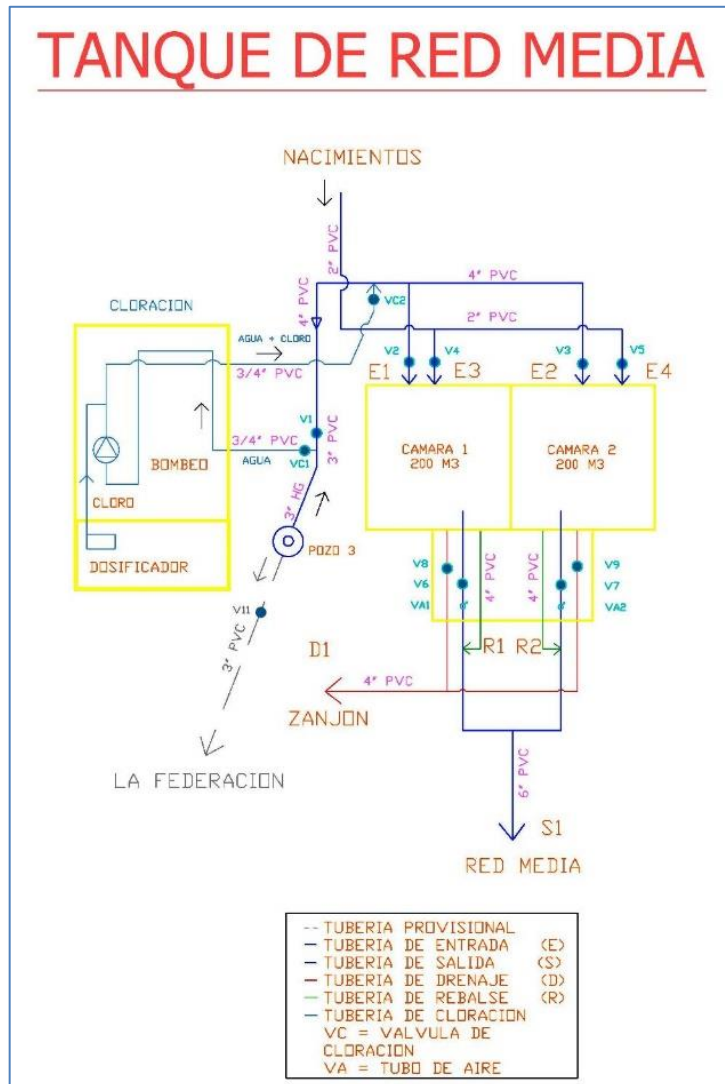 TANQUE DE RED MEDIA
NACIMIENTOS
2" PVC
4" PVC
4" PVC
VC2
2" PVC
CLORACION
AGUA + CLORO
3/4" PVC
V2
V4
V3
V5
E1
E3
E2
E4
V1
3/4" PVC
VC1
AGUA
3" PVC
BOMBEO
CLORO
DOSIFICADOR
CAMARA 1
200 M3
CAMARA 2
200 M3
3" HG
POZO 3
V11
3" PVC
V8
V6
VA1
4" PVC
4" PVC
V9
V7
VA2
R1
R2
D1
4" PVC
ZANJON
LA FEDERACION
6" PVC
S1
RED MEDIA
TUBERIA PROVISIONAL
TUBERIA DE ENTRADA (E)
TUBERIA DE SALIDA (S)
TUBERIA DE DRENAJE (D)
TUBERIA DE REBALSE (R)
TUBERIA DE CLORACION
VC = VALVULA DE
CLORACION
VA = TUBO DE AIRE